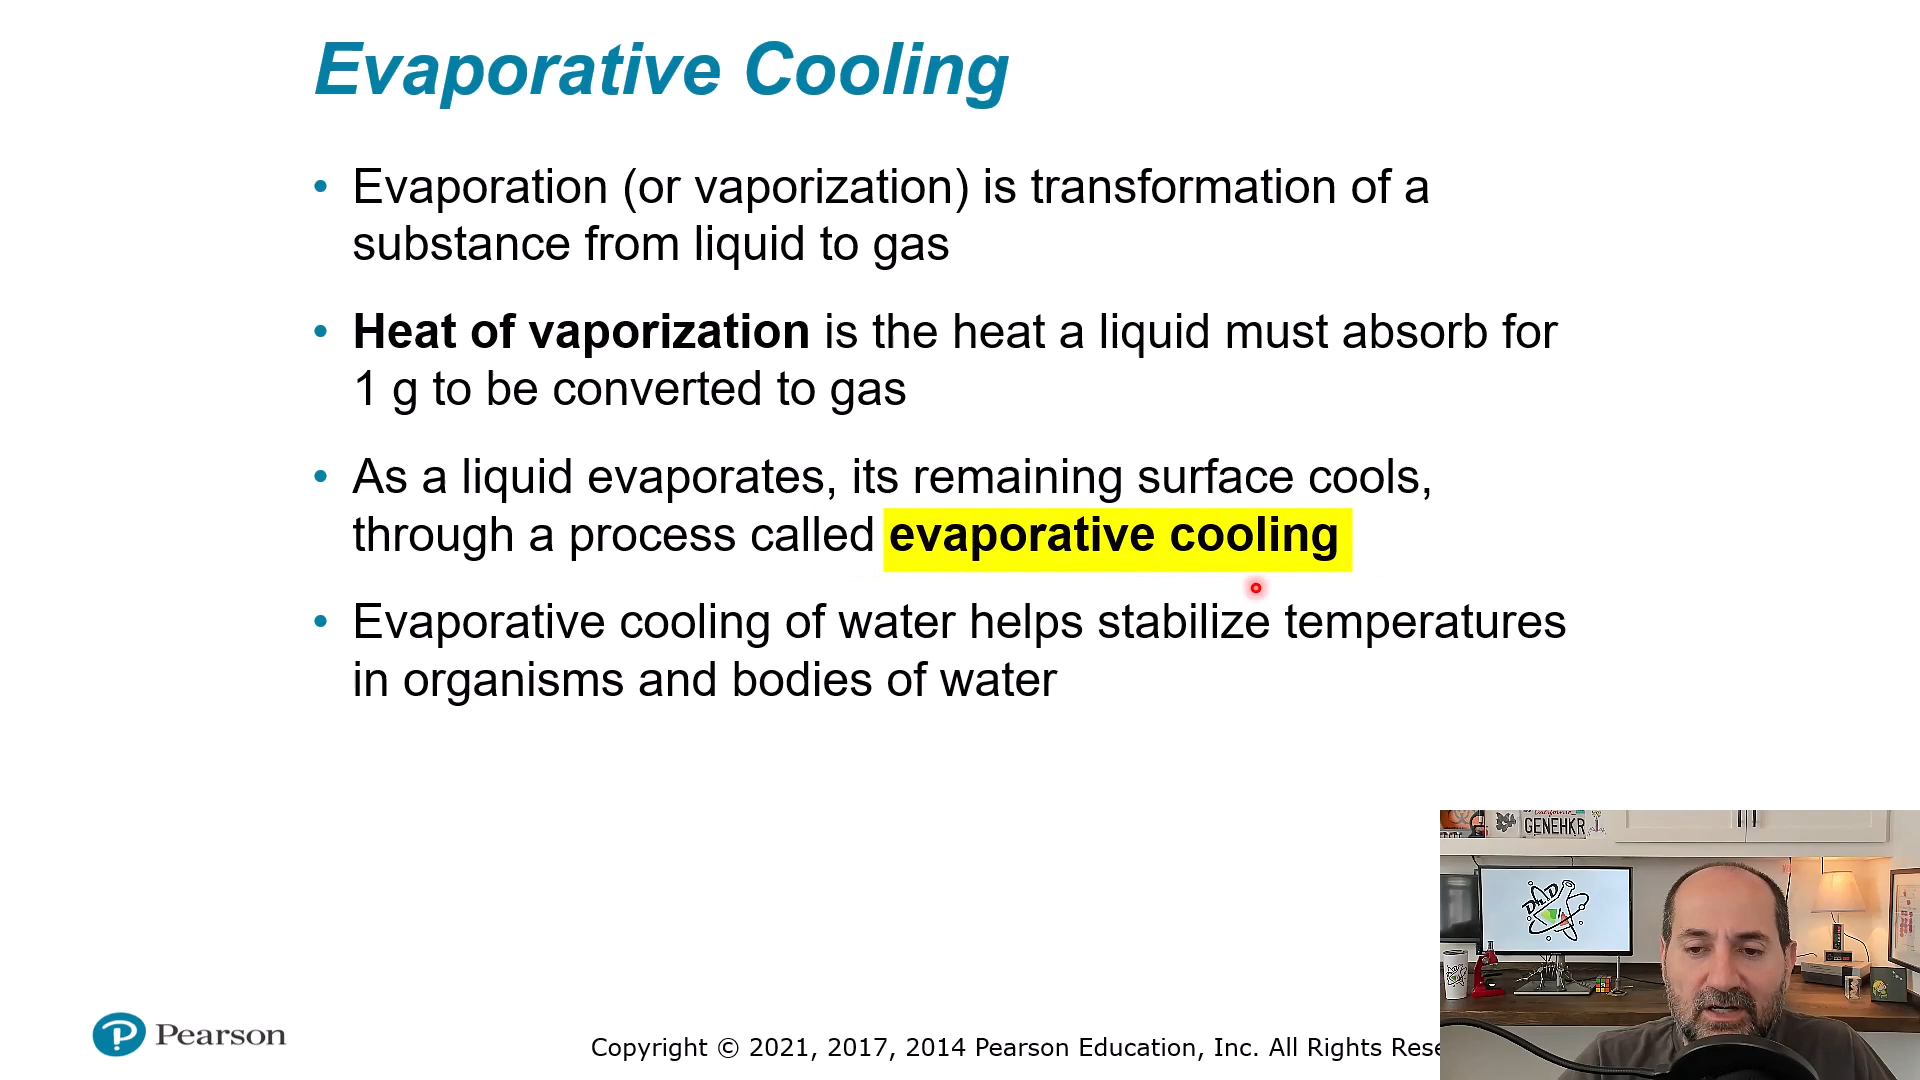 Evaporative Cooling
• Evaporation (or vaporization) is transformation of a
substance from liquid to gas
• Heat of vaporization is the heat a liquid must absorb for
1 g to be converted to gas
• As a liquid evaporates, its remaining surface cools,
through a process called evaporative cooling
• Evaporative cooling of water helps stabilize temperatures
in organisms and bodies of water
GENEHKR
Pearson
Copyright © 2021, 2017, 2014 Pearson Education, Inc. All Rights Rese